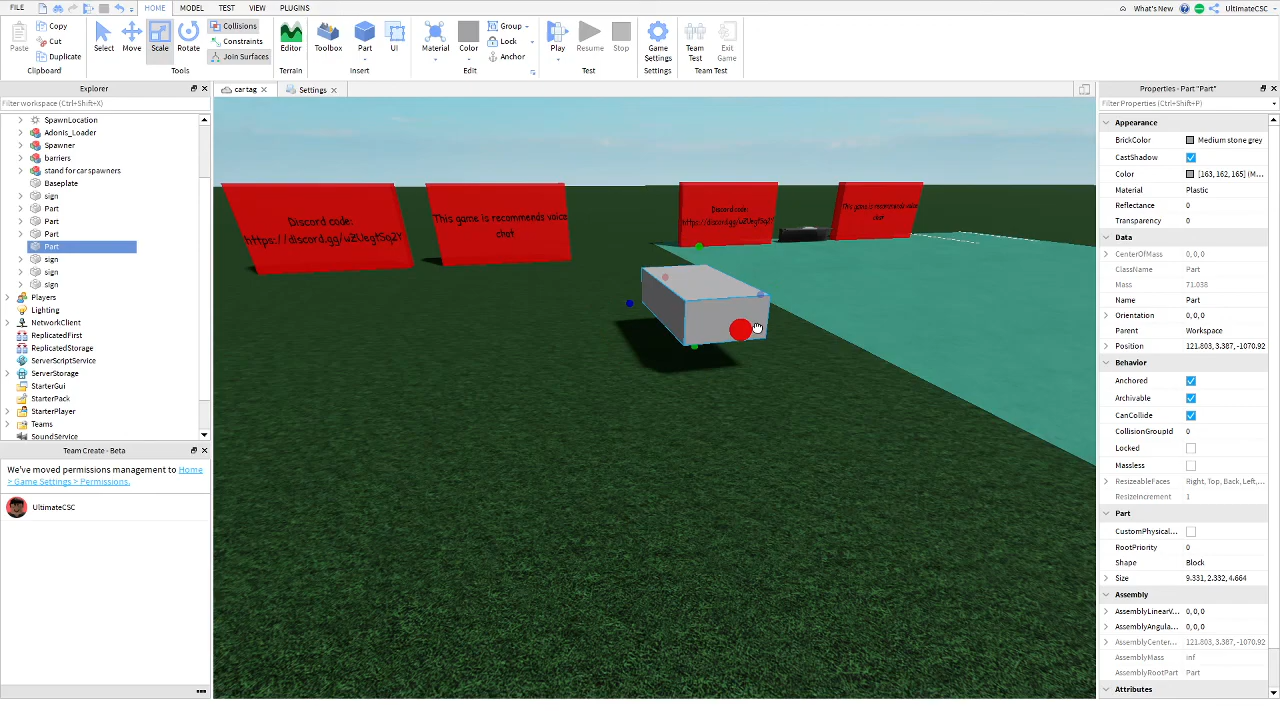 FILE HOME MODEL TEST VIEW PLUGINS What's New UltimateCSC
Paste Copy Cut Duplicate Clipboard
Select Move Scale Rotate Collisions Constraints Join Surfaces Tools
Editor Terrain
Toolbox Part UI Insert
Material Color Group Lock Anchor Edit
Play Resume Stop Test
Game Settings Settings
Team Test Exit Game Team Test
Explorer
Filter workspace (Ctrl+Shift+X)
SpawnLocation
Adonis_Loader
Spawner
barriers
stand for car spawners
Baseplate
sign
Part
Part
Part
Part
sign
sign
sign
Players
Lighting
NetworkClient
ReplicatedFirst
ReplicatedStorage
ServerScriptService
ServerStorage
StarterGui
StarterPack
StarterPlayer
Teams
SoundService
Team Create - Beta
We've moved permissions management to Home
> Game Settings > Permissions.
UltimateCSC
car tag Settings
Discord code:
This game is recommends voice
chat
Discord code:
This game is recommends voice
chat
Properties - Part "Part"
Filter Properties (Ctrl+Shift+P)
Appearance
BrickColor Medium stone grey
CastShadow
Color [163, 162, 165] (M...
Material Plastic
Reflectance 0
Transparency 0
Data
CenterOfMass 0, 0, 0
ClassName Part
Mass 71.038
Name Part
Orientation 0, 0, 0
Parent Workspace
Position 121.803, 3.387, -1070.92
Behavior
Anchored
Archivable
CanCollide
CollisionGroupId 0
Locked
Massless
ResizeableFaces Right, Top, Back, Left,...
ResizeIncrement 1
Part
CustomPhysical...
RootPriority 0
Shape Block
Size 9.331, 2.332, 4.664
Assembly
AssemblyLinearV... 0, 0, 0
AssemblyAngula... 0, 0, 0
AssemblyCenter... 121.803, 3.387, -1070.92
AssemblyMass inf
AssemblyRootPart Part
Attributes